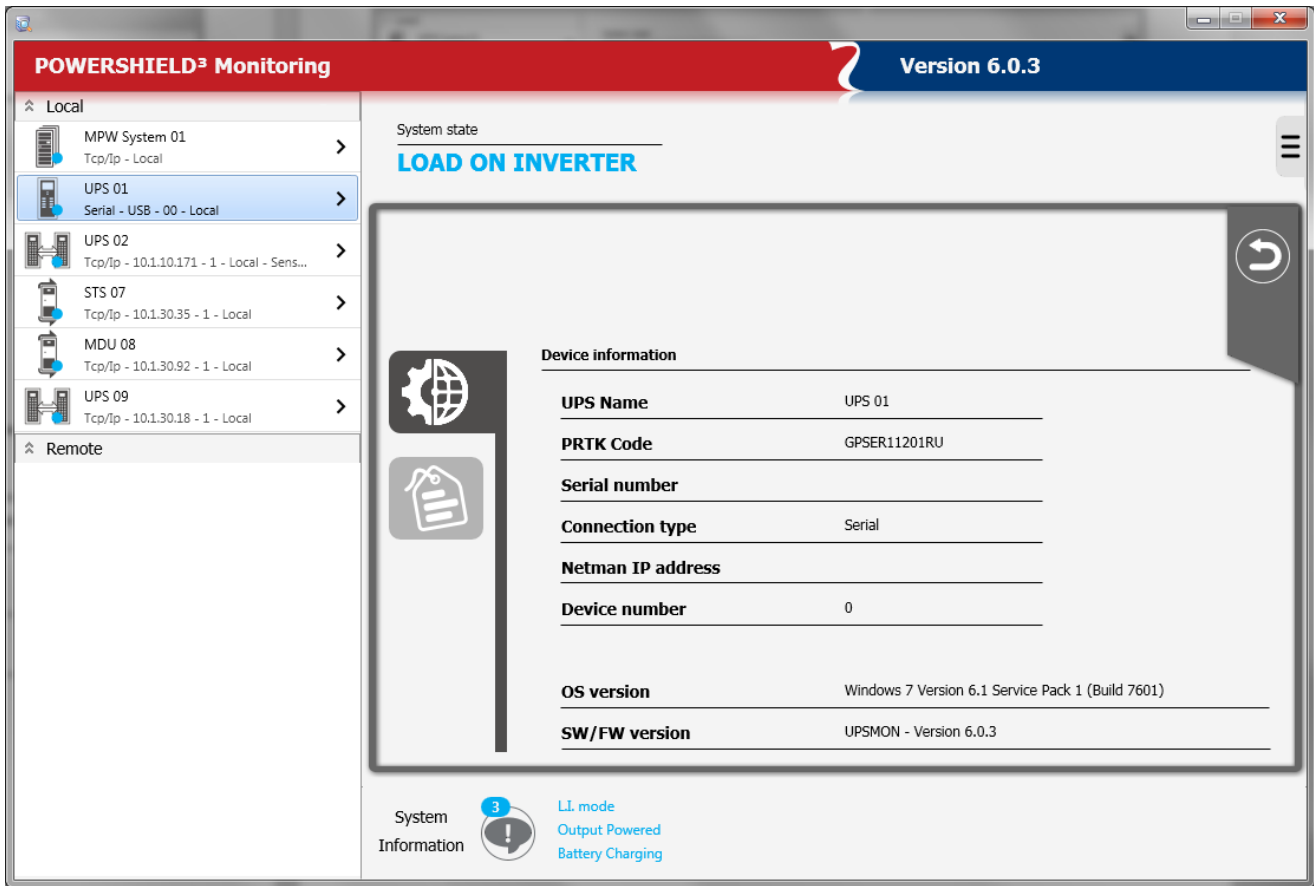 POWERSHIELD³ Monitoring
Version 6.0.3
Local
MPW System 01
Tcp/Ip - Local
UPS 01
Serial - USB - 00 - Local
UPS 02
Tcp/Ip - 10.1.10.171 - 1 - Local - Sens...
STS 07
Tcp/Ip - 10.1.30.35 - 1 - Local
MDU 08
Tcp/Ip - 10.1.30.92 - 1 - Local
UPS 09
Tcp/Ip - 10.1.30.18 - 1 - Local
Remote
System state
LOAD ON INVERTER
Device information
UPS Name UPS 01
PRTK Code GPSER11201RU
Serial number
Connection type Serial
Netman IP address
Device number 0
OS version Windows 7 Version 6.1 Service Pack 1 (Build 7601)
SW/FW version UPSMON - Version 6.0.3
System
Information
3
L.I. mode
Output Powered
Battery Charging